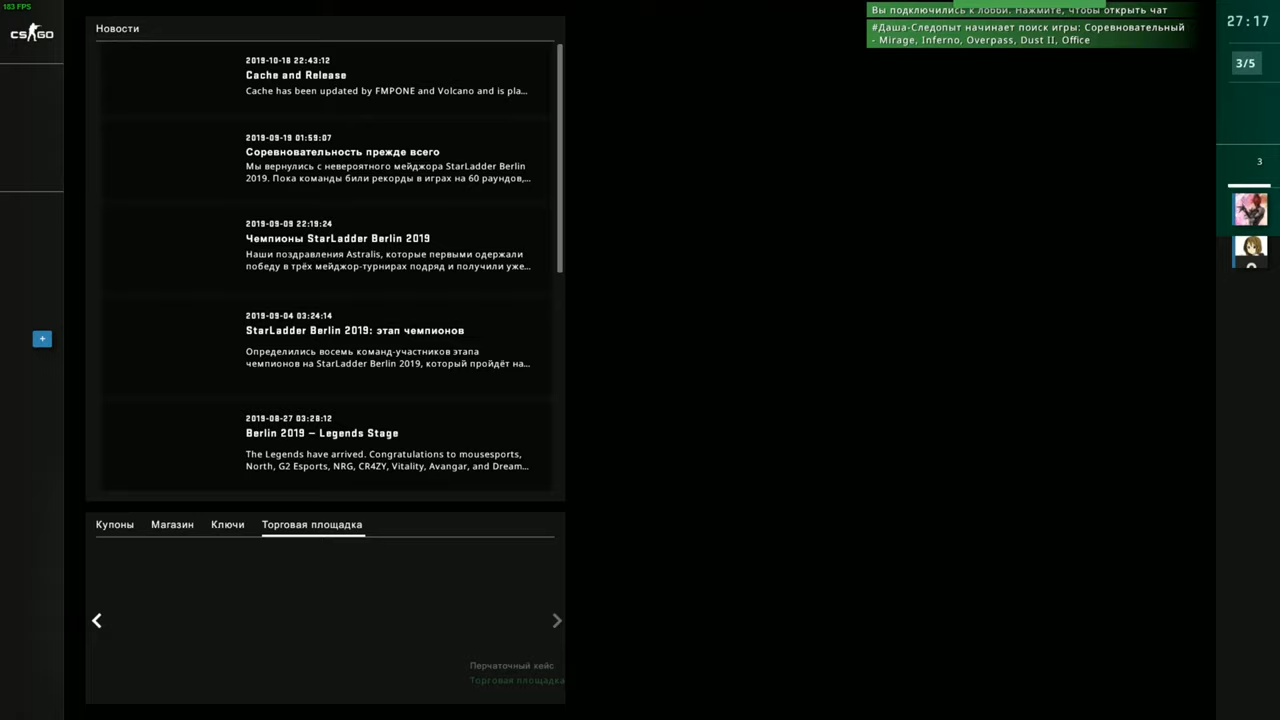 183 FPS
CS:GO
Новости
2019-10-18 22:43:12
Cache and Release
Cache has been updated by FMPONE and Volcano and is pla...
2019-09-19 01:59:07
Соревновательность прежде всего
Мы вернулись с невероятного мейджора StarLadder Berlin
2019. Пока команды били рекорды в играх на 60 раундов,...
2019-09-09 22:19:24
Чемпионы StarLadder Berlin 2019
Наши поздравления Astralis, которые первыми одержали
победу в трёх мейджор-турнирах подряд и получили уже...
2019-09-04 03:24:14
StarLadder Berlin 2019: этап чемпионов
Определились восемь команд-участников этапа
чемпионов на StarLadder Berlin 2019, который пройдёт на...
2019-08-27 03:28:12
Berlin 2019 – Legends Stage
The Legends have arrived. Congratulations to mousesports,
North, G2 Esports, NRG, CR4ZY, Vitality, Avangar, and Dream...
Купоны Магазин Ключи Торговая площадка
Перчаточный кейс
Торговая площадка
Вы подключились к лобби. Нажмите, чтобы открыть чат
#Даша-Следопыт начинает поиск игры: Соревновательный
- Mirage, Inferno, Overpass, Dust II, Office
27:17
3/5
3